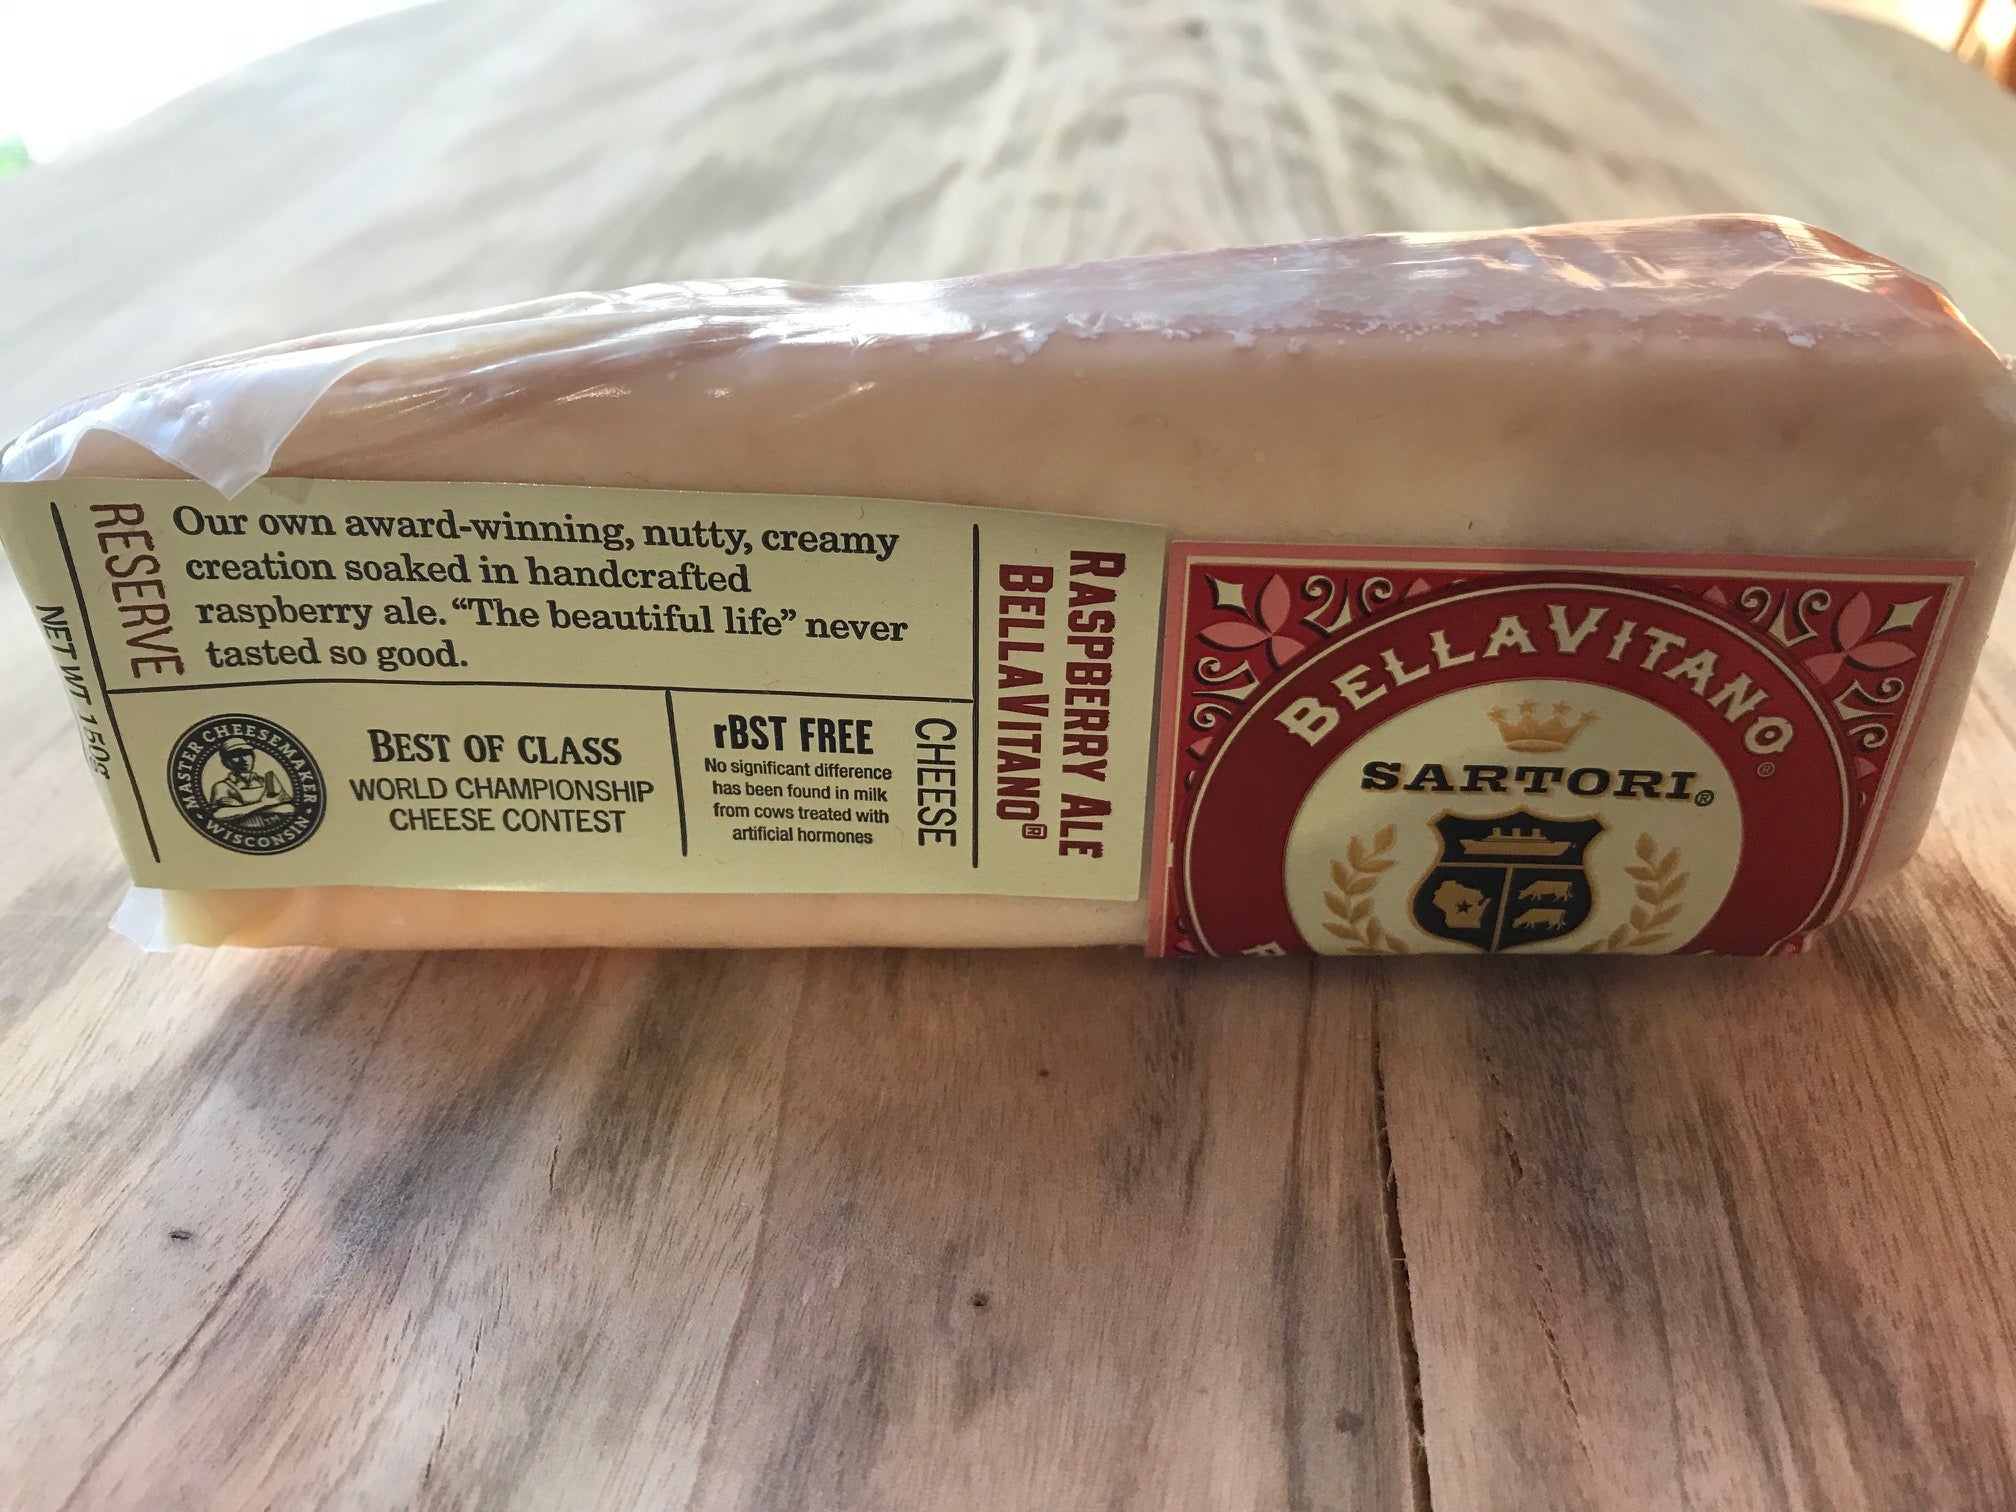 RESERVE
Our own award-winning, nutty, creamy
creation soaked in handcrafted
raspberry ale. “The beautiful life” never
tasted so good.
NET WT 150g
MASTER CHEESEMAKER
WISCONSIN
BEST OF CLASS
WORLD CHAMPIONSHIP
CHEESE CONTEST
rBST FREE
No significant difference
has been found in milk
from cows treated with
artificial hormones
CHEESE
RASPBERRY ALE
BELLAVITANO®
BELLAVITANO®
SARTORI®